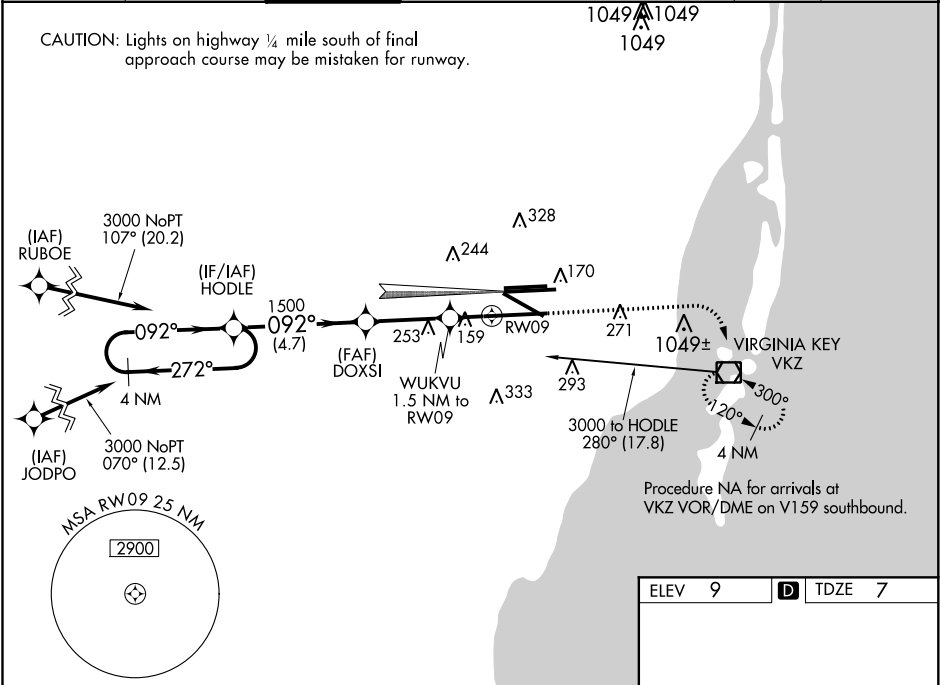 1049 1049
1049
CAUTION: Lights on highway ¼ mile south of final
approach course may be mistaken for runway.
328
3000 NoPT
107° (20.2)
(IAF)
RUBOE
244
(IF/IAF)
HODLE
170
1500
092°
092°
(4.7)
253
159
RW09
271
1049±
VIRGINIA KEY
VKZ
(FAF)
DOXSI
272°
4 NM
WUKVU
1.5 NM to
RW09
333
293
300°
120°
4 NM
3000 to HODLE
280° (17.8)
(IAF)
JODPO
3000 NoPT
070° (12.5)
Procedure NA for arrivals at
VKZ VOR/DME on V159 southbound.
MSA RW09 25 NM
2900
ELEV 9 D TDZE 7